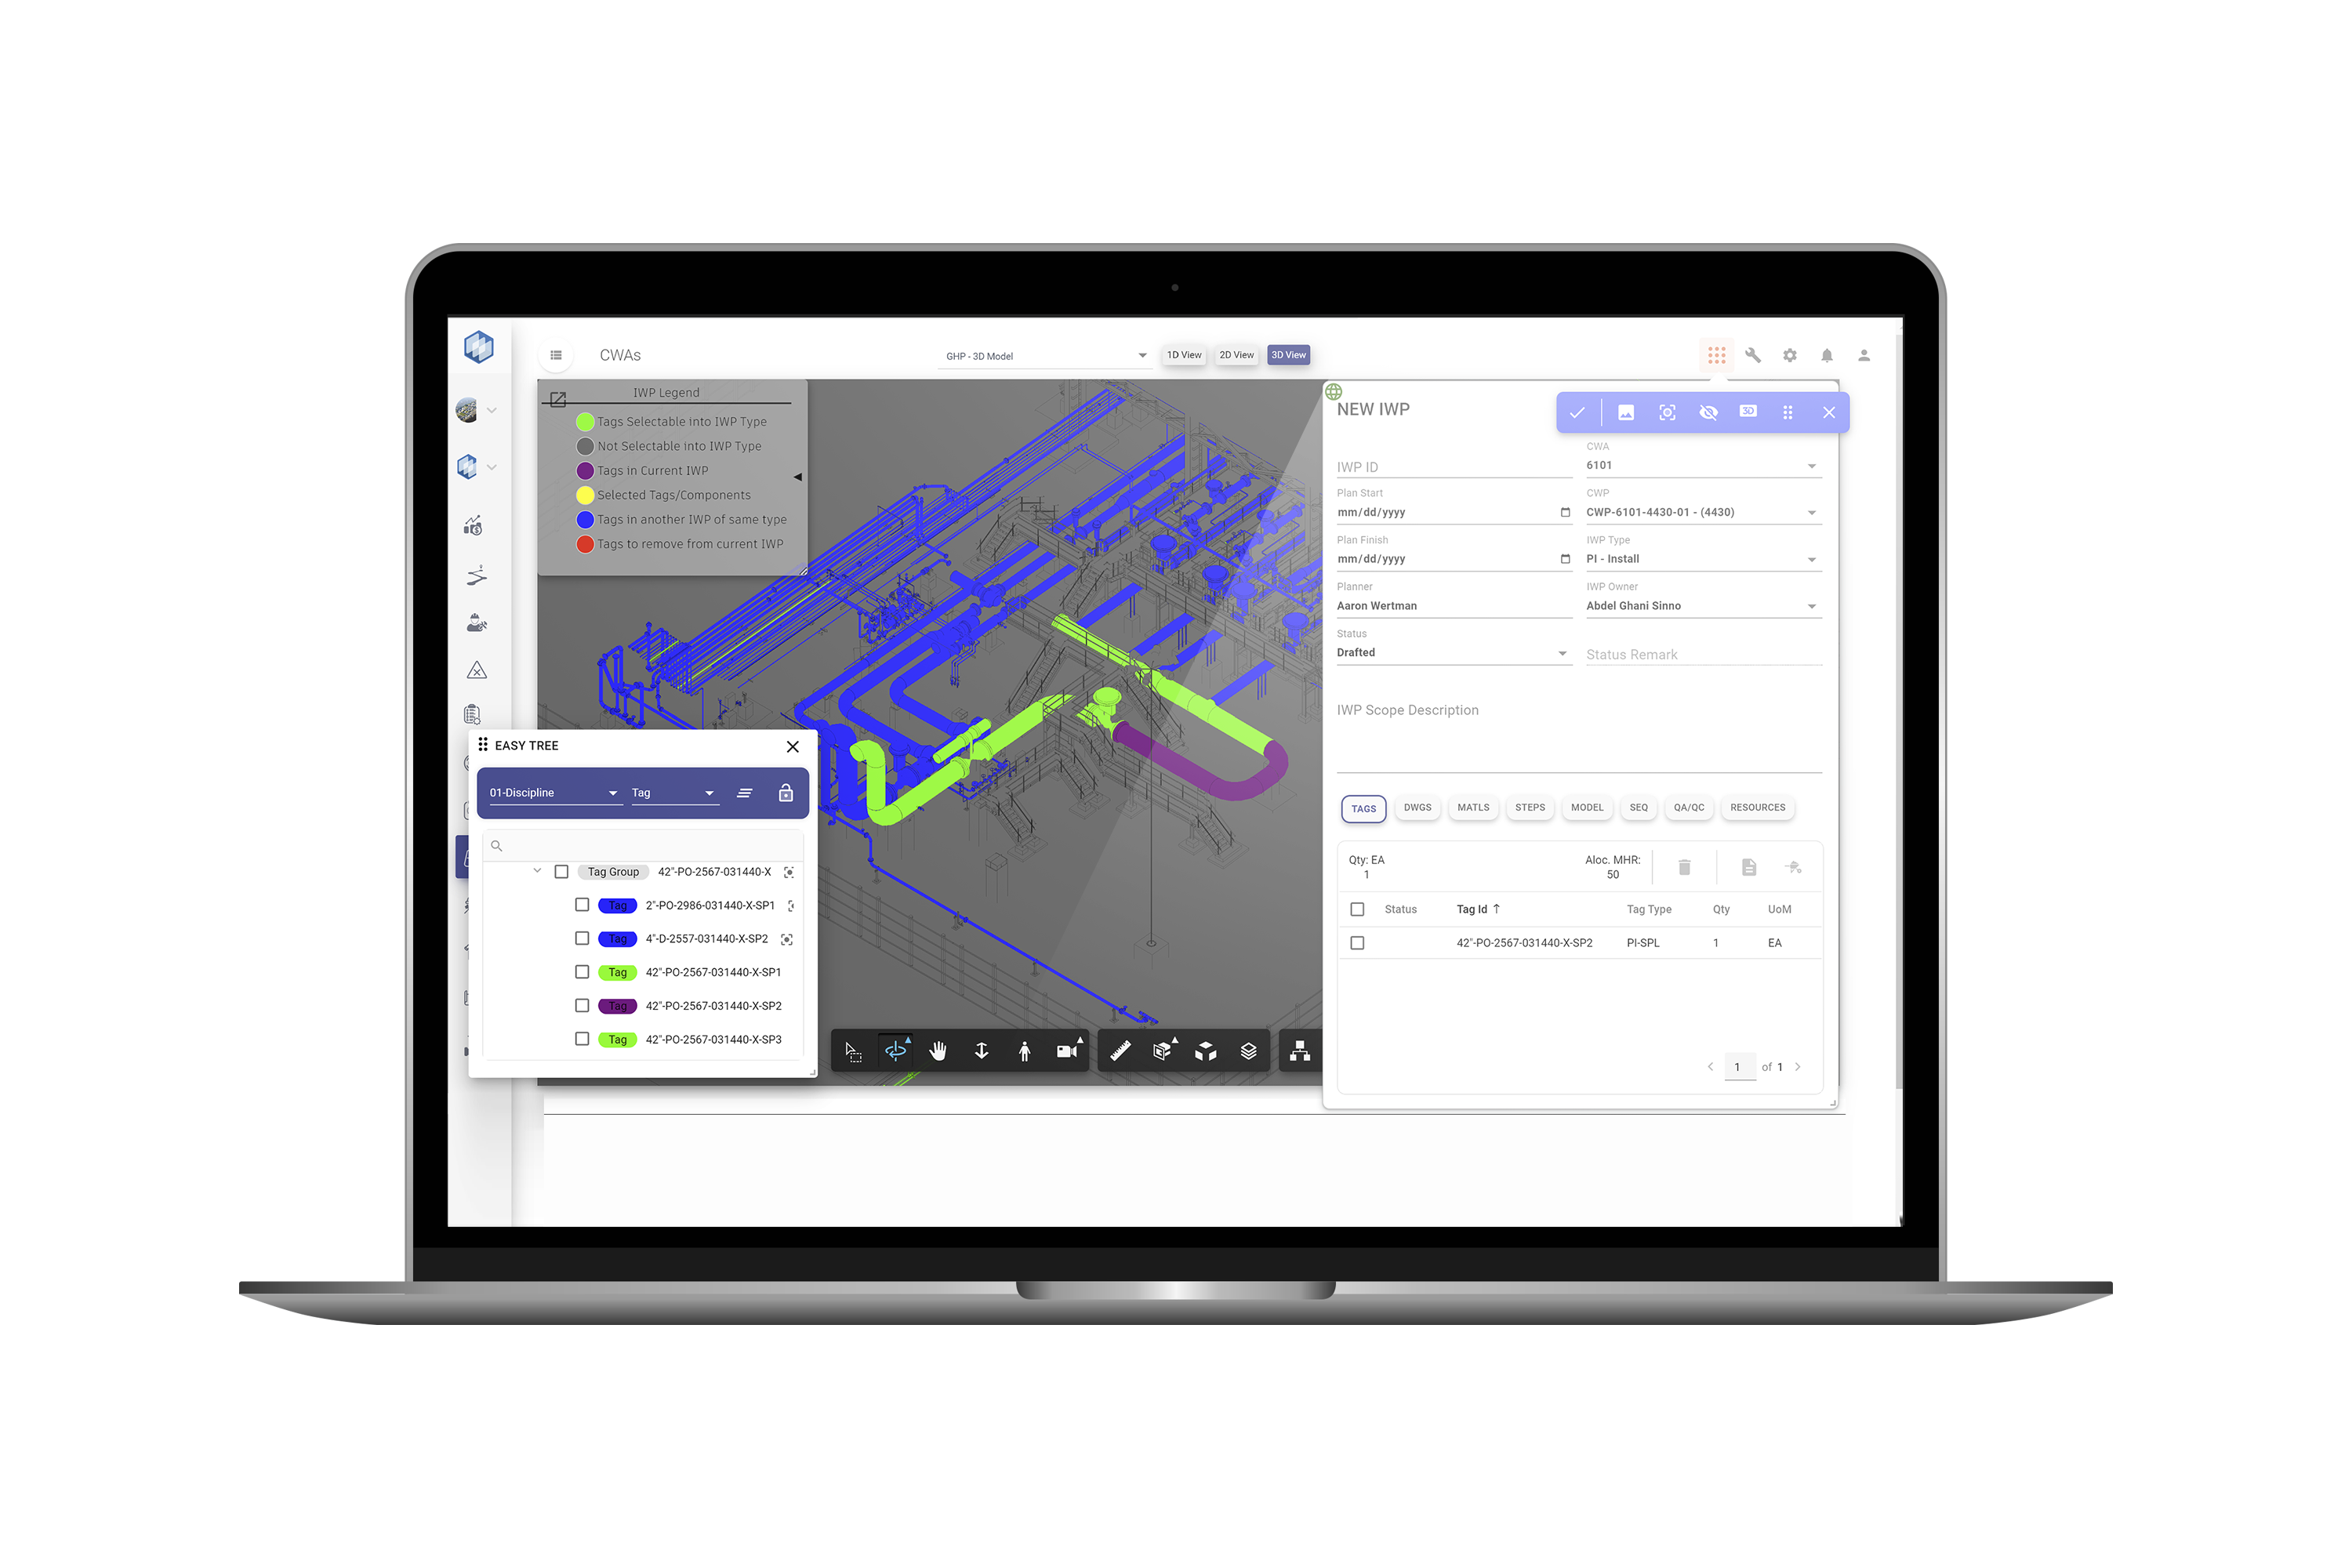 CWAs
GHP - 3D Model
1D View
2D View
3D View
IWP Legend
Tags Selectable into IWP Type
Not Selectable into IWP Type
Tags in Current IWP
Selected Tags/Components
Tags in another IWP of same type
Tags to remove from current IWP
NEW IWP
3D
IWP ID
CWA
6101
Plan Start
mm/dd/yyyy
CWP
CWP-6101-4430-01 - (4430)
Plan Finish
mm/dd/yyyy
IWP Type
PI - Install
Planner
Aaron Wertman
IWP Owner
Abdel Ghani Sinno
Status
Drafted
Status Remark
IWP Scope Description
TAGS
DWGS
MATLS
STEPS
MODEL
SEQ
QA/QC
RESOURCES
Qty: EA
1
Aloc. MHR:
50
Status
Tag Id ↑
Tag Type
Qty
UoM
42"-PO-2567-031440-X-SP2
PI-SPL
1
EA
1 of 1
EASY TREE
01-Discipline
Tag
Tag Group 42"-PO-2567-031440-X
Tag 2"-PO-2986-031440-X-SP1
Tag 4"-D-2557-031440-X-SP2
Tag 42"-PO-2567-031440-X-SP1
Tag 42"-PO-2567-031440-X-SP2
Tag 42"-PO-2567-031440-X-SP3